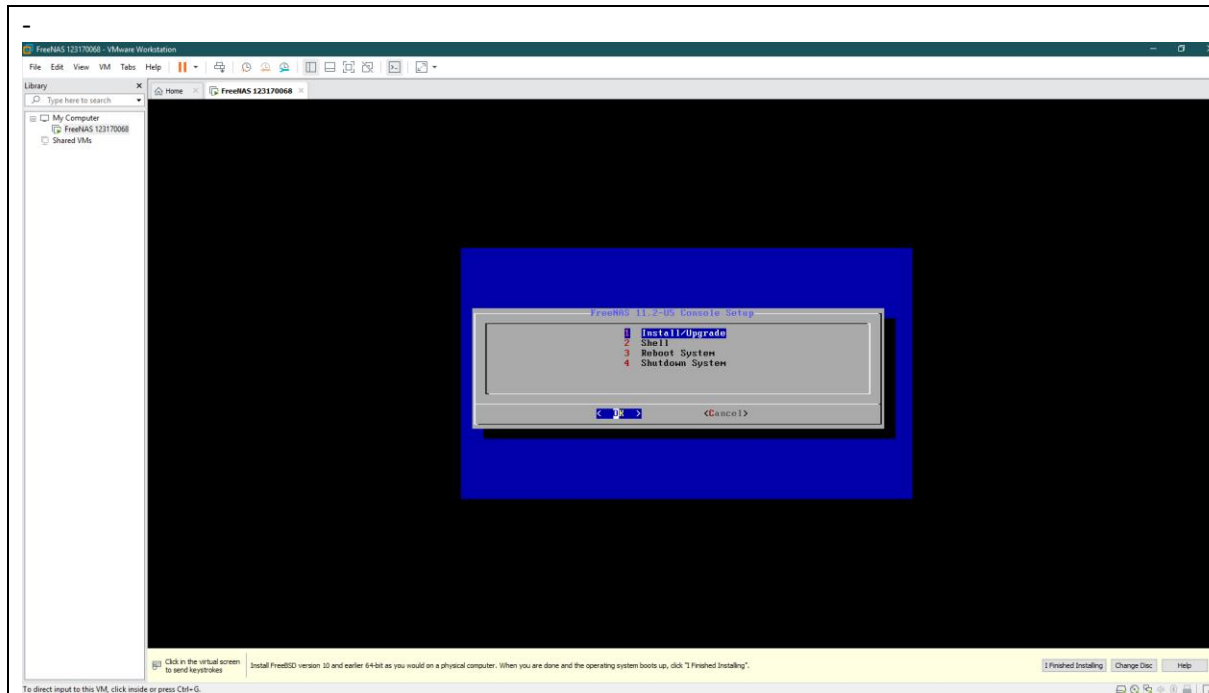 -
FreeNAS 123170068 - VMware Workstation
File Edit View VM Tabs Help
Library
Type here to search
Home
FreeNAS 123170068
My Computer
FreeNAS 123170068
Shared VMs
FreeNAS 11.2-U5 Console Setup
1 Install/Upgrade
2 Shell
3 Reboot System
4 Shutdown System
< OK > <Cancel>
Click in the virtual screen
to send keystrokes
Install FreeBSD version 10 and earlier 64-bit as you would on a physical computer. When you are done and the operating system boots up, click "I Finished Installing".
I Finished Installing Change Disc Help
To direct input to this VM, click inside or press Ctrl+G.